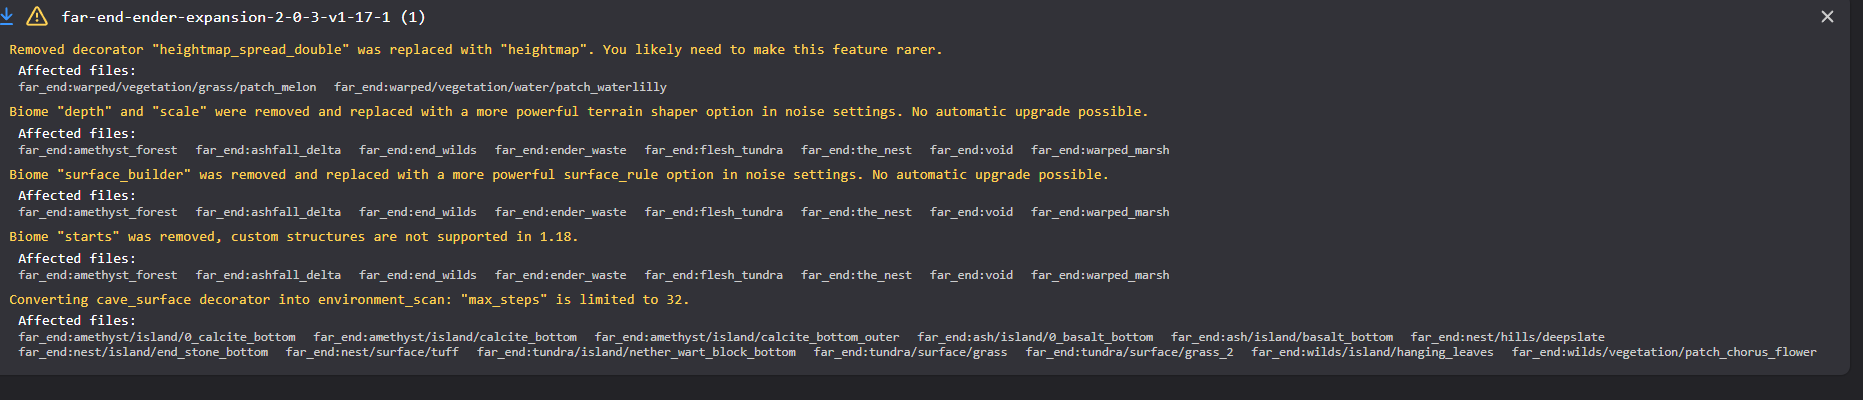 far-end-ender-expansion-2-0-3-v1-17-1 (1)
Removed decorator "heightmap_spread_double" was replaced with "heightmap". You likely need to make this feature rarer.
Affected files:
far_end:warped/vegetation/grass/patch_melon far_end:warped/vegetation/water/patch_waterlilly
Biome "depth" and "scale" were removed and replaced with a more powerful terrain shaper option in noise settings. No automatic upgrade possible.
Affected files:
far_end:amethyst_forest far_end:ashfall_delta far_end:end_wilds far_end:ender_waste far_end:flesh_tundra far_end:the_nest far_end:void far_end:warped_marsh
Biome "surface_builder" was removed and replaced with a more powerful surface_rule option in noise settings. No automatic upgrade possible.
Affected files:
far_end:amethyst_forest far_end:ashfall_delta far_end:end_wilds far_end:ender_waste far_end:flesh_tundra far_end:the_nest far_end:void far_end:warped_marsh
Biome "starts" was removed, custom structures are not supported in 1.18.
Affected files:
far_end:amethyst_forest far_end:ashfall_delta far_end:end_wilds far_end:ender_waste far_end:flesh_tundra far_end:the_nest far_end:void far_end:warped_marsh
Converting cave_surface decorator into environment_scan: "max_steps" is limited to 32.
Affected files:
far_end:amethyst/island/0_calcite_bottom far_end:amethyst/island/calcite_bottom far_end:amethyst/island/calcite_bottom_outer far_end:ash/island/0_basalt_bottom far_end:ash/island/basalt_bottom far_end:nest/hills/deepslate
far_end:nest/island/end_stone_bottom far_end:nest/surface/tuff far_end:tundra/island/nether_wart_block_bottom far_end:tundra/surface/grass far_end:tundra/surface/grass_2 far_end:wilds/island/hanging_leaves far_end:wilds/vegetation/patch_chorus_flower